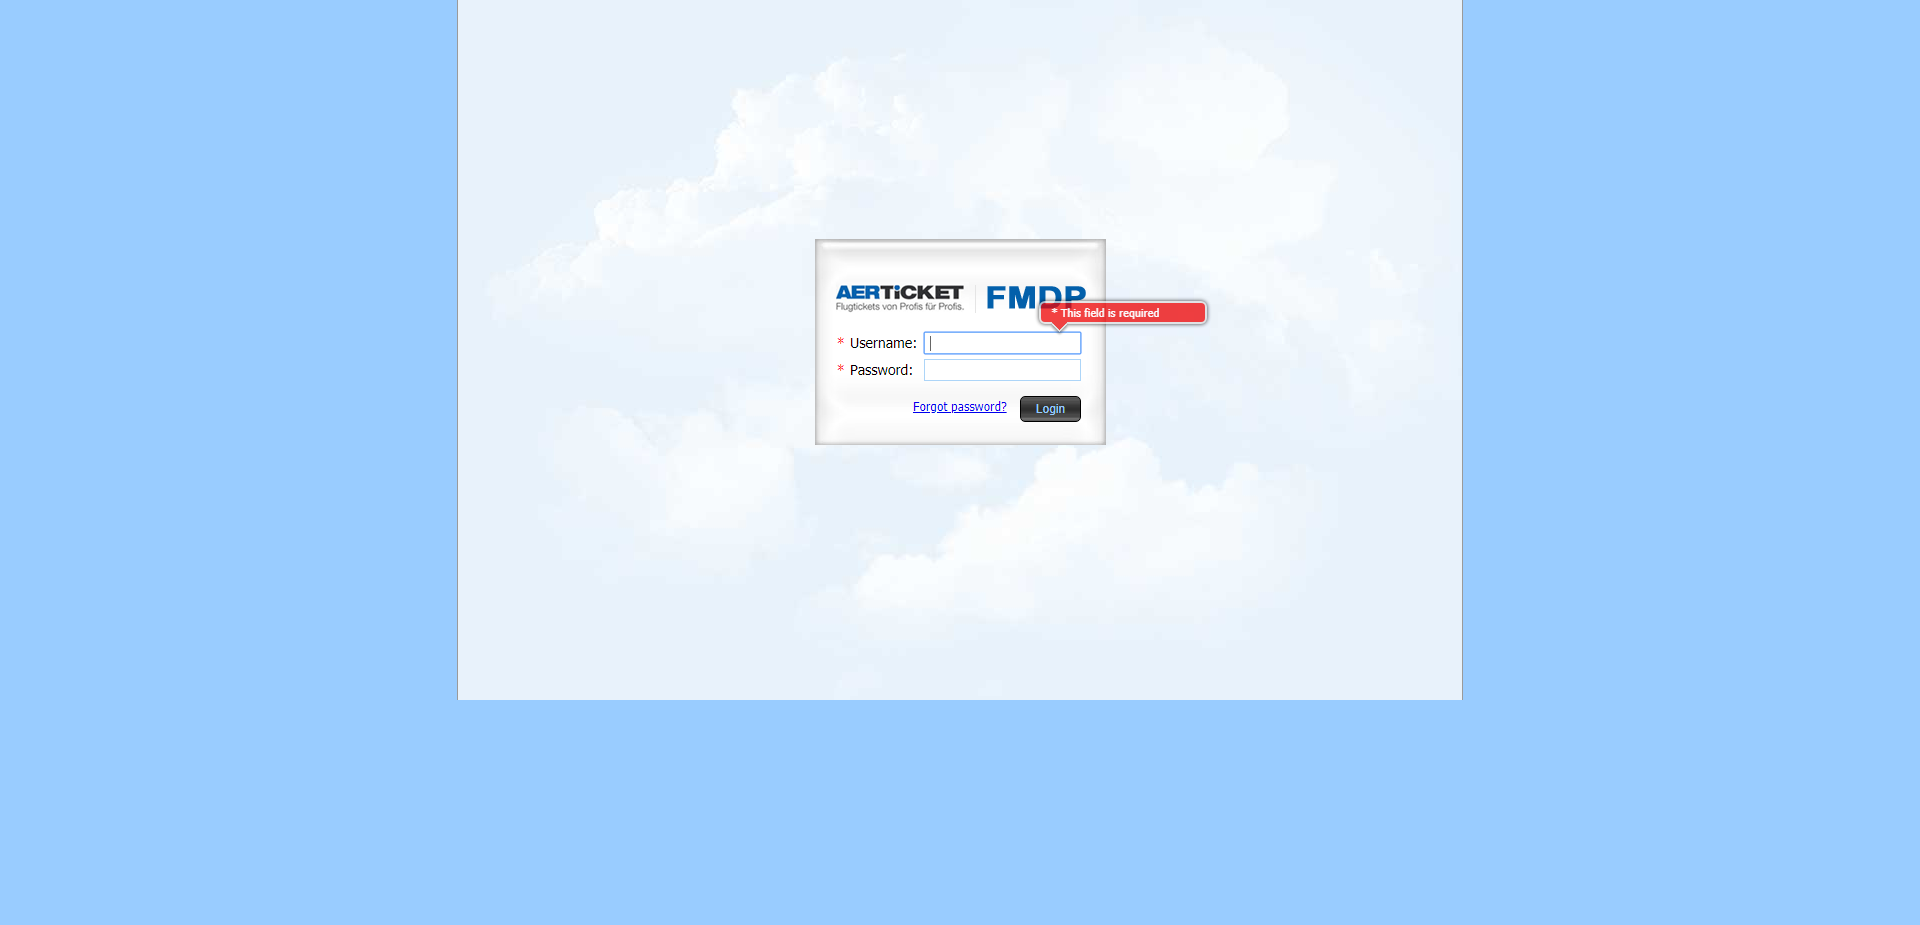 AERTiCKET
Flugtickets von Profis für Profis.
FMDP
* This field is required
* Username:
* Password:
Forgot password?
Login